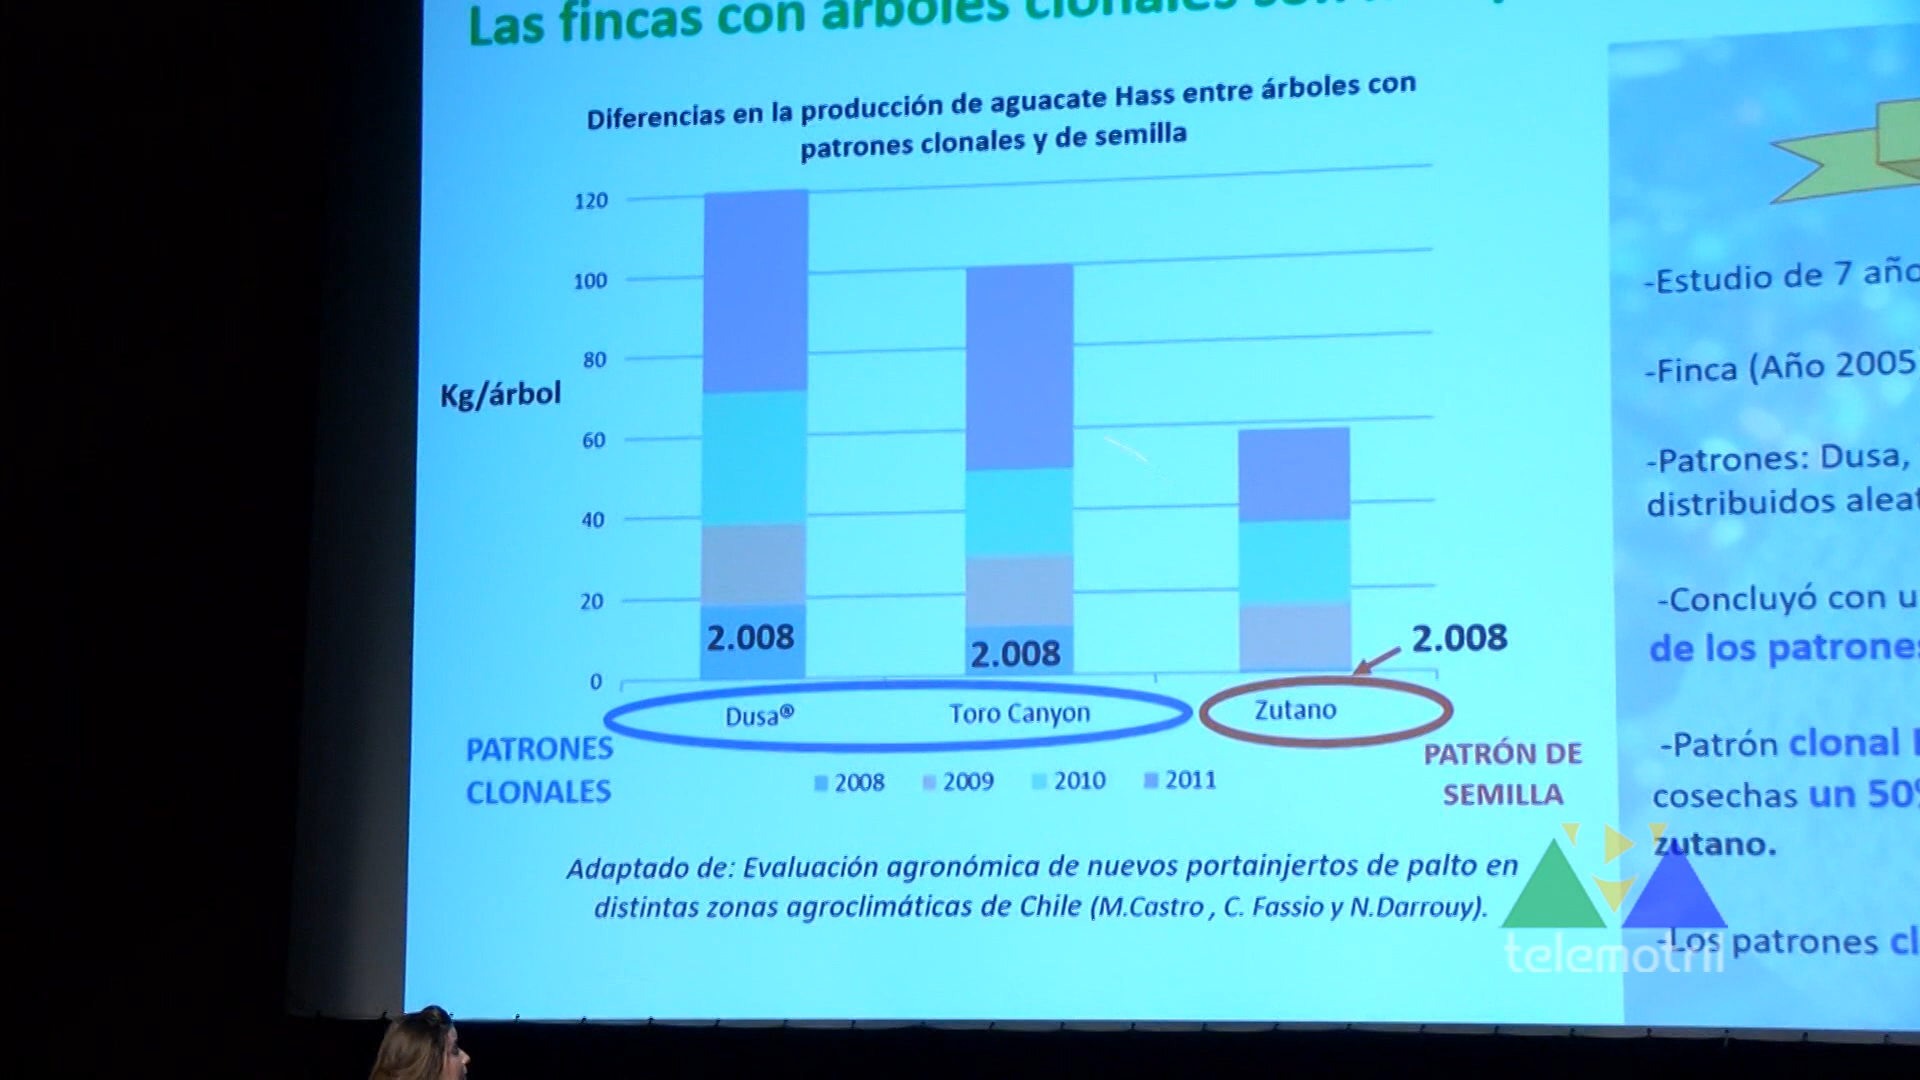 Las fincas con árboles clonales
Diferencias en la producción de aguacate Hass entre árboles con
patrones clonales y de semilla
120
100
80
60
40
20
0
Kg/árbol
2.008
2.008
2.008
Dusa®
Toro Canyon
Zutano
PATRONES
CLONALES
PATRÓN DE
SEMILLA
2008
2009
2010
2011
Adaptado de: Evaluación agronómica de nuevos portainjertos de palto en
distintas zonas agroclimáticas de Chile (M.Castro , C. Fassio y N.Darrouy).
-Estudio de 7
-Finca (Año 2005
-Patrones: Dusa,
distribuidos
-Concluyó con
de los
-Patrón clonal
cosechas un 50
zutano.
-Los patrones
telemotril